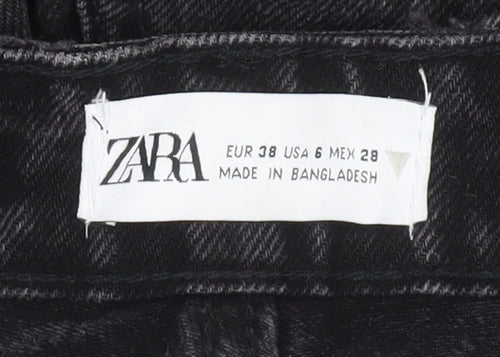 ZARA
EUR 38 USA 6 MEX 28
MADE IN BANGLADESH